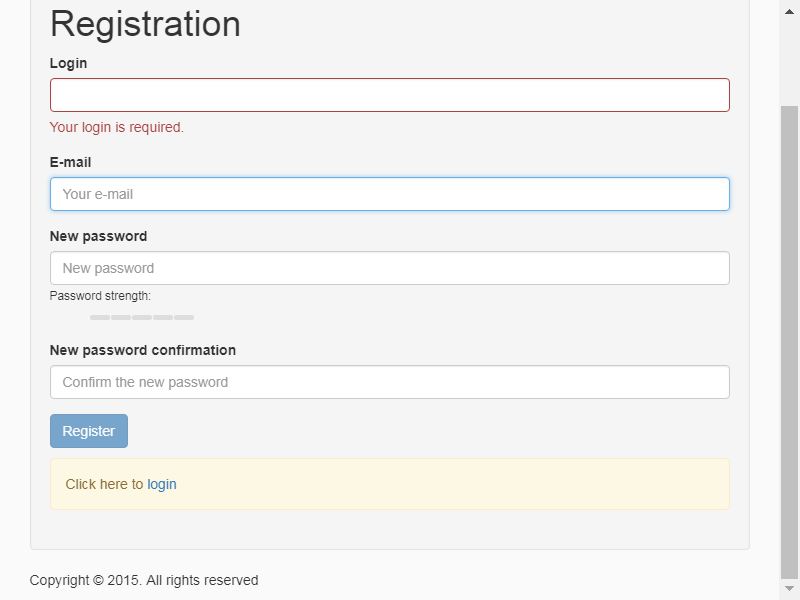 Registration
Login
Your login is required.
E-mail
Your e-mail
New password
New password
Password strength:
New password confirmation
Confirm the new password
Register
Click here to login
Copyright © 2015. All rights reserved